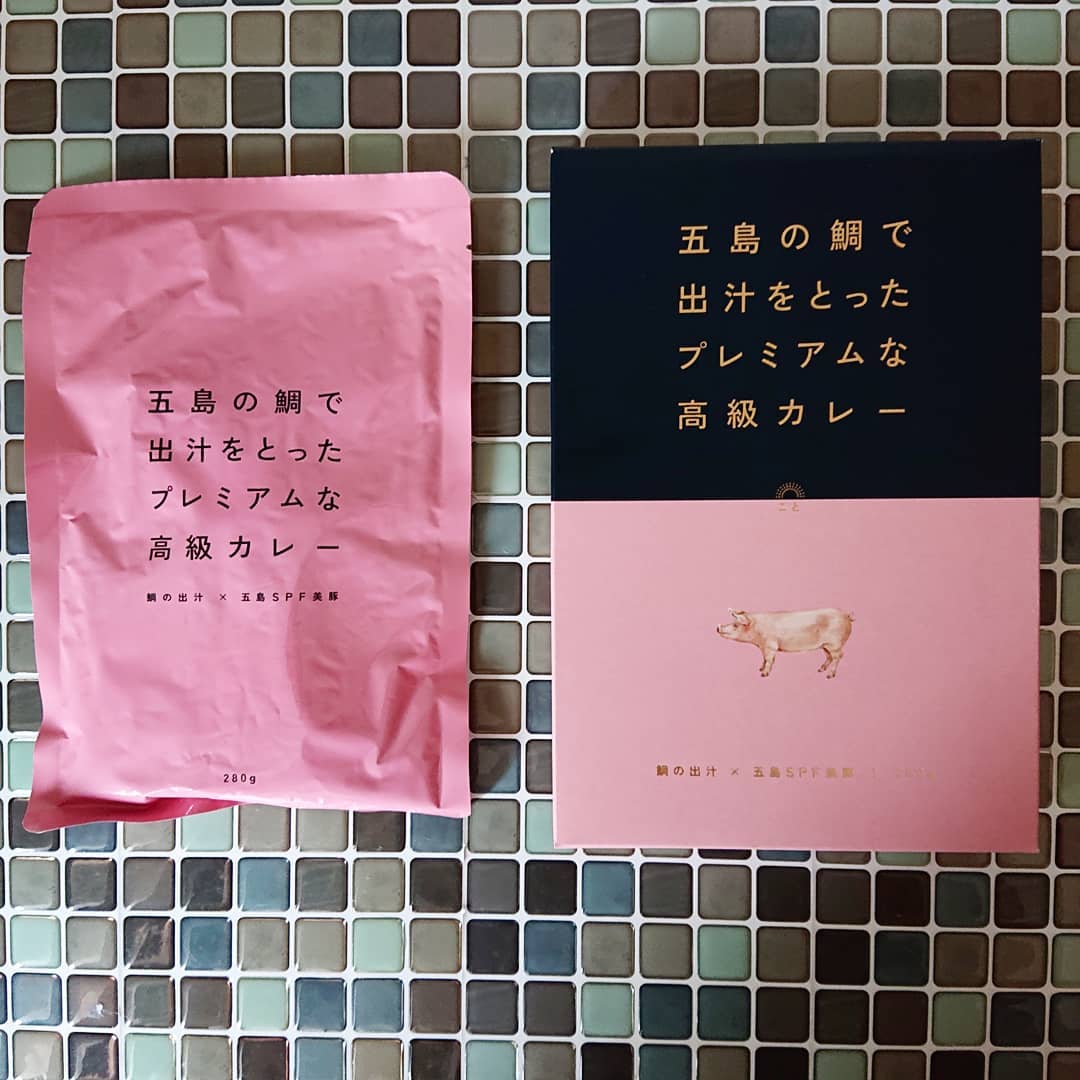 五島の鯛で
出汁をとった
プレミアムな
高級カレー
鯛の出汁 × 五島SPF美豚
280g
五島の鯛で
出汁をとった
プレミアムな
高級カレー
ごと
鯛の出汁 × 五島SPF美豚